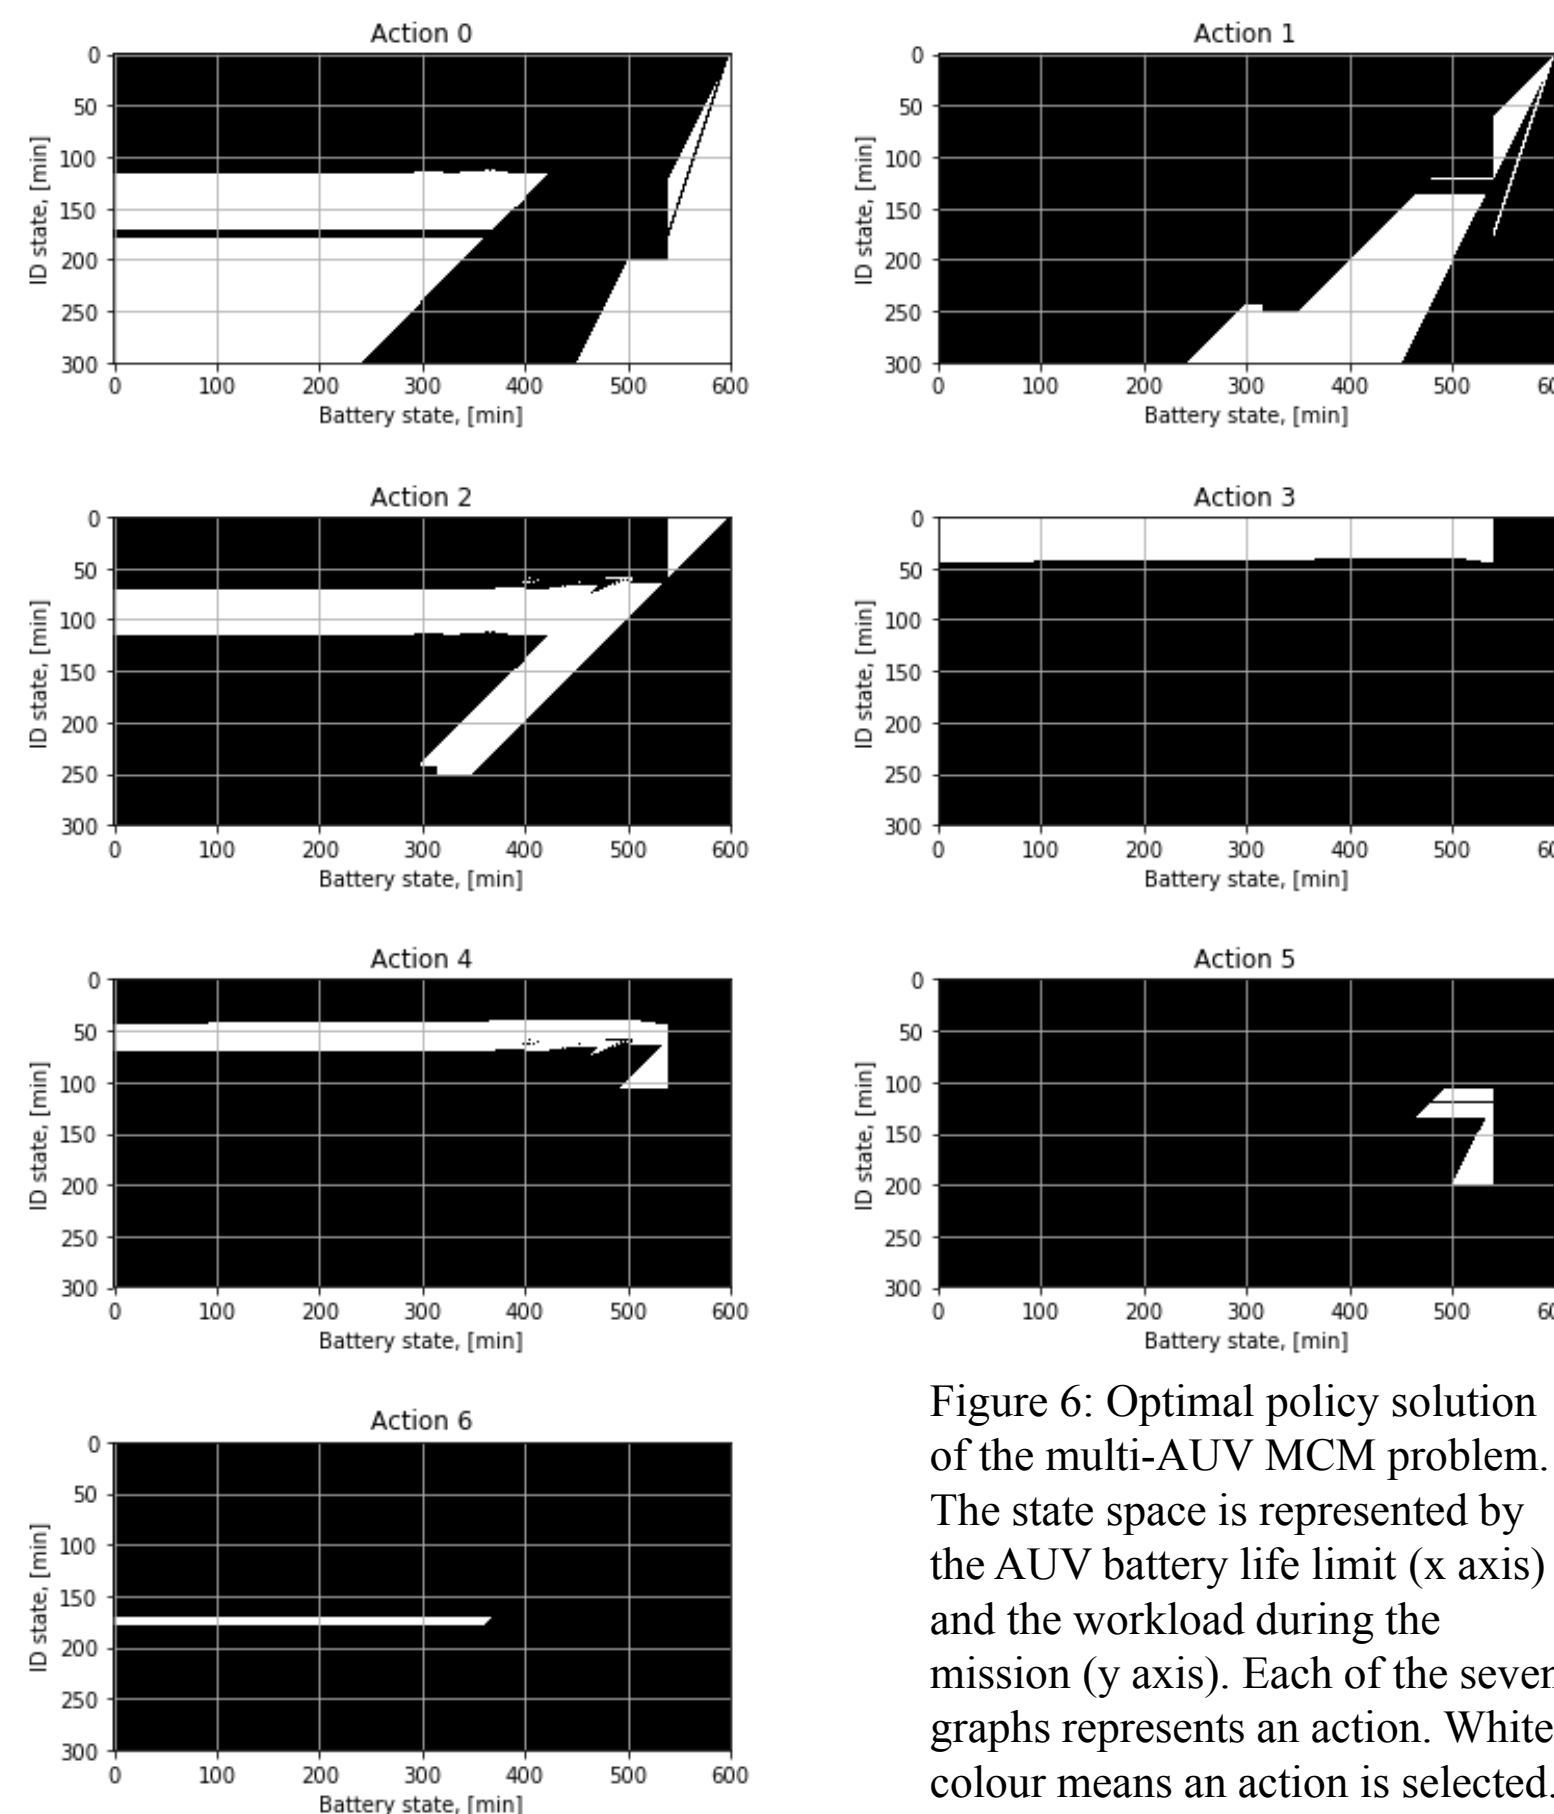 Action 0
0
50
100
150
200
250
300
ID state, [min]
0 100 200 300 400 500 600
Battery state, [min]
Action 1
0
50
100
150
200
250
300
ID state, [min]
0 100 200 300 400 500 60
Battery state, [min]
Action 2
0
50
100
150
200
250
300
ID state, [min]
0 100 200 300 400 500 600
Battery state, [min]
Action 3
0
50
100
150
200
250
300
ID state, [min]
0 100 200 300 400 500 60
Battery state, [min]
Action 4
0
50
100
150
200
250
300
ID state, [min]
0 100 200 300 400 500 600
Battery state, [min]
Action 5
0
50
100
150
200
250
300
ID state, [min]
0 100 200 300 400 500 60
Battery state, [min]
Action 6
0
50
100
150
200
250
300
ID state, [min]
0 100 200 300 400 500 600
Battery state, [min]
Figure 6: Optimal policy solution
of the multi-AUV MCM problem.
The state space is represented by
the AUV battery life limit (x axis)
and the workload during the
mission (y axis). Each of the seven
graphs represents an action. White
colour means an action is selected.